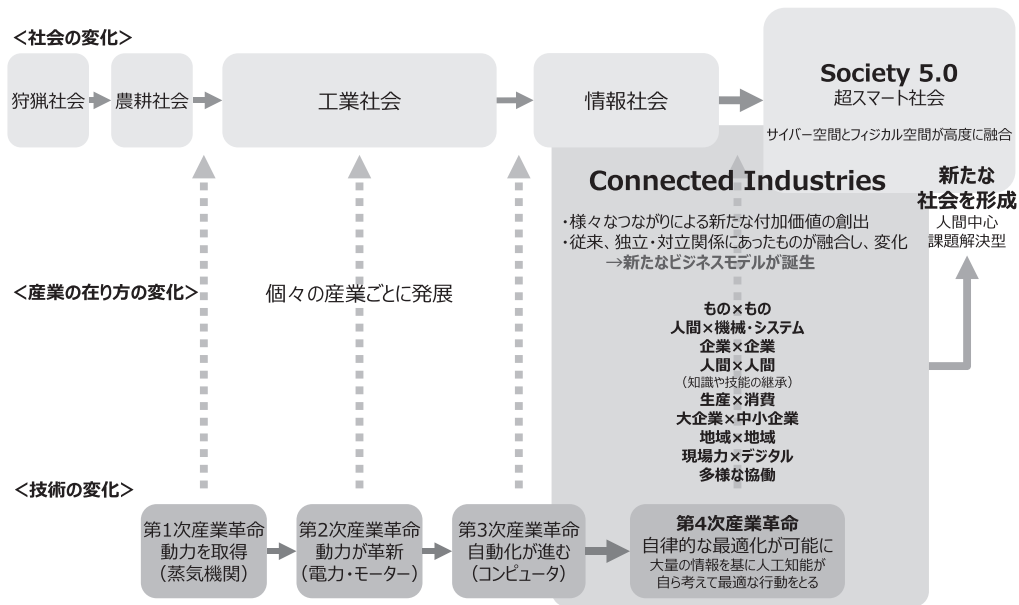 ＜社会の変化＞
狩猟社会
農耕社会
工業社会
情報社会
Society 5.0
超スマート社会
サイバー空間とフィジカル空間が高度に融合
Connected Industries
・様々なつながりによる新たな付加価値の創出
・従来、独立・対立関係にあったものが融合し、変化
→新たなビジネスモデルが誕生
新たな
社会を形成
人間中心
課題解決型
＜産業の在り方の変化＞
個々の産業ごとに発展
もの×もの
人間×機械・システム
企業×企業
人間×人間
（知識や技能の継承）
生産×消費
大企業×中小企業
地域×地域
現場力×デジタル
多様な協働
＜技術の変化＞
第1次産業革命
動力を取得
（蒸気機関）
第2次産業革命
動力が革新
（電力・モーター）
第3次産業革命
自動化が進む
（コンピュータ）
第4次産業革命
自律的な最適化が可能に
大量の情報を基に人工知能が
自ら考えて最適な行動をとる